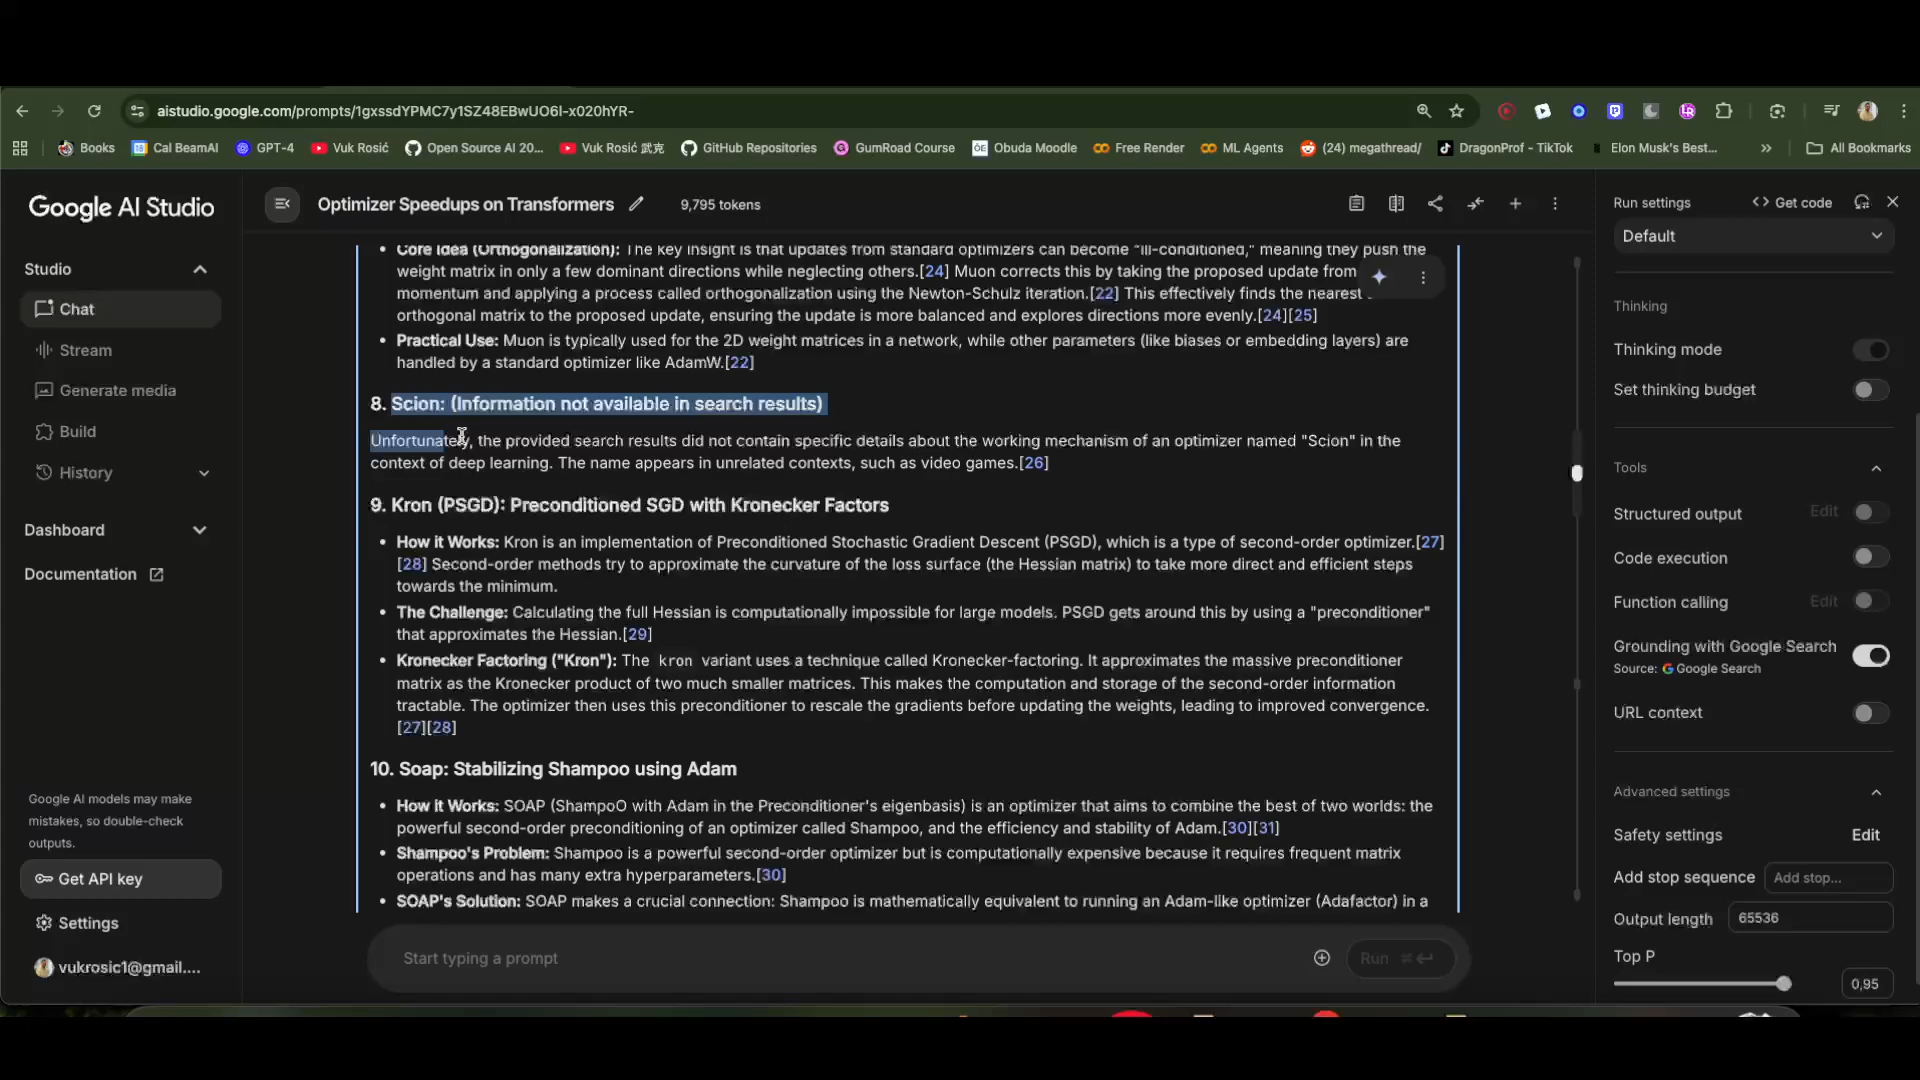 aistudio.google.com/prompts/1gxssdYPMC7y1SZ48EBwUO6I-x020hYR-
Books
Cal BeamAI
GPT-4
Vuk Rosić
Open Source AI 20...
Vuk Rosić 武克
GitHub Repositories
GumRoad Course
Obuda Moodle
Free Render
ML Agents
(24) megathread/
DragonProf - TikTok
Elon Musk's Best...
All Bookmarks
Google AI Studio
Studio
Chat
Stream
Generate media
Build
History
Dashboard
Documentation
Google AI models may make
mistakes, so double-check
outputs.
Get API key
Settings
vukrosic1@gmail....
Optimizer Speedups on Transformers
9,795 tokens
• Core Idea (Orthogonalization): The key insight is that updates from standard optimizers can become "ill-conditioned," meaning they push the
weight matrix in only a few dominant directions while neglecting others.[24] Muon corrects this by taking the proposed update from
momentum and applying a process called orthogonalization using the Newton-Schulz iteration.[22] This effectively finds the nearest
orthogonal matrix to the proposed update, ensuring the update is more balanced and explores directions more evenly.[24][25]
• Practical Use: Muon is typically used for the 2D weight matrices in a network, while other parameters (like biases or embedding layers) are
handled by a standard optimizer like AdamW.[22]
8. Scion: (Information not available in search results)
Unfortunately, the provided search results did not contain specific details about the working mechanism of an optimizer named "Scion" in the
context of deep learning. The name appears in unrelated contexts, such as video games.[26]
9. Kron (PSGD): Preconditioned SGD with Kronecker Factors
• How it Works: Kron is an implementation of Preconditioned Stochastic Gradient Descent (PSGD), which is a type of second-order optimizer.[27]
[28] Second-order methods try to approximate the curvature of the loss surface (the Hessian matrix) to take more direct and efficient steps
towards the minimum.
• The Challenge: Calculating the full Hessian is computationally impossible for large models. PSGD gets around this by using a "preconditioner"
that approximates the Hessian.[29]
• Kronecker Factoring ("Kron"): The kron variant uses a technique called Kronecker-factoring. It approximates the massive preconditioner
matrix as the Kronecker product of two much smaller matrices. This makes the computation and storage of the second-order information
tractable. The optimizer then uses this preconditioner to rescale the gradients before updating the weights, leading to improved convergence.
[27][28]
10. Soap: Stabilizing Shampoo using Adam
• How it Works: SOAP (ShampoO with Adam in the Preconditioner's eigenbasis) is an optimizer that aims to combine the best of two worlds: the
powerful second-order preconditioning of an optimizer called Shampoo, and the efficiency and stability of Adam.[30][31]
• Shampoo's Problem: Shampoo is a powerful second-order optimizer but is computationally expensive because it requires frequent matrix
operations and has many extra hyperparameters.[30]
• SOAP's Solution: SOAP makes a crucial connection: Shampoo is mathematically equivalent to running an Adam-like optimizer (Adafactor) in a
Start typing a prompt
Run
Run settings
Get code
Default
Thinking
Thinking mode
Set thinking budget
Tools
Structured output Edit
Code execution
Function calling Edit
Grounding with Google Search
Source: Google Search
URL context
Advanced settings
Safety settings Edit
Add stop sequence Add stop...
Output length 65536
Top P
0,95